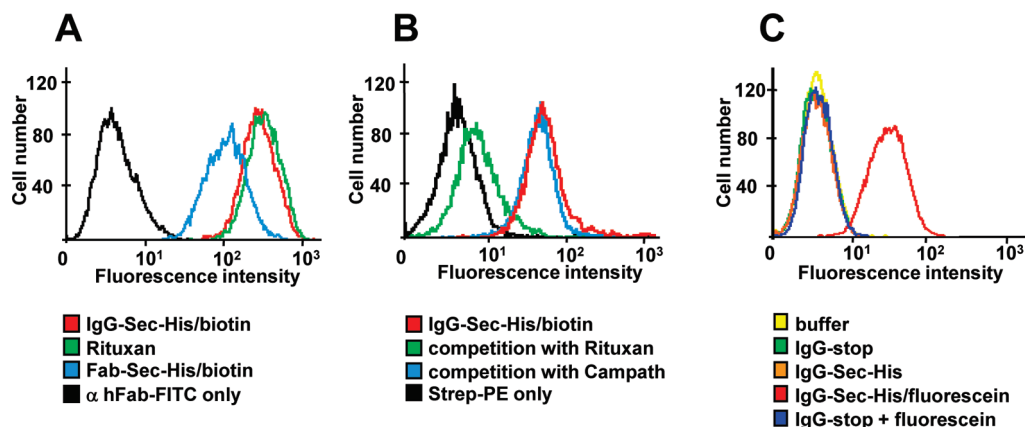 A
120
80
40
Cell number
0
10¹
10²
10³
Fluorescence intensity
IgG-Sec-His/biotin
Rituxan
Fab-Sec-His/biotin
α hFab-FITC only
B
120
80
40
Cell number
0
10¹
10²
10³
Fluorescence intensity
IgG-Sec-His/biotin
competition with Rituxan
competition with Campath
Strep-PE only
C
120
80
40
Cell number
0
10¹
10²
10³
Fluorescence intensity
buffer
IgG-stop
IgG-Sec-His
IgG-Sec-His/fluorescein
IgG-stop + fluorescein